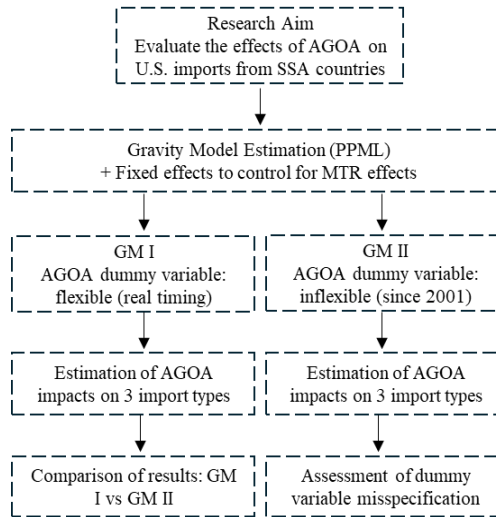 Research Aim
Evaluate the effects of AGOA on
U.S. imports from SSA countries
Gravity Model Estimation (PPML)
+ Fixed effects to control for MTR effects
GM I
AGOA dummy variable:
flexible (real timing)
GM II
AGOA dummy variable:
inflexible (since 2001)
Estimation of AGOA
impacts on 3 import types
Estimation of AGOA
impacts on 3 import types
Comparison of results: GM
I vs GM II
Assessment of dummy
variable misspecification